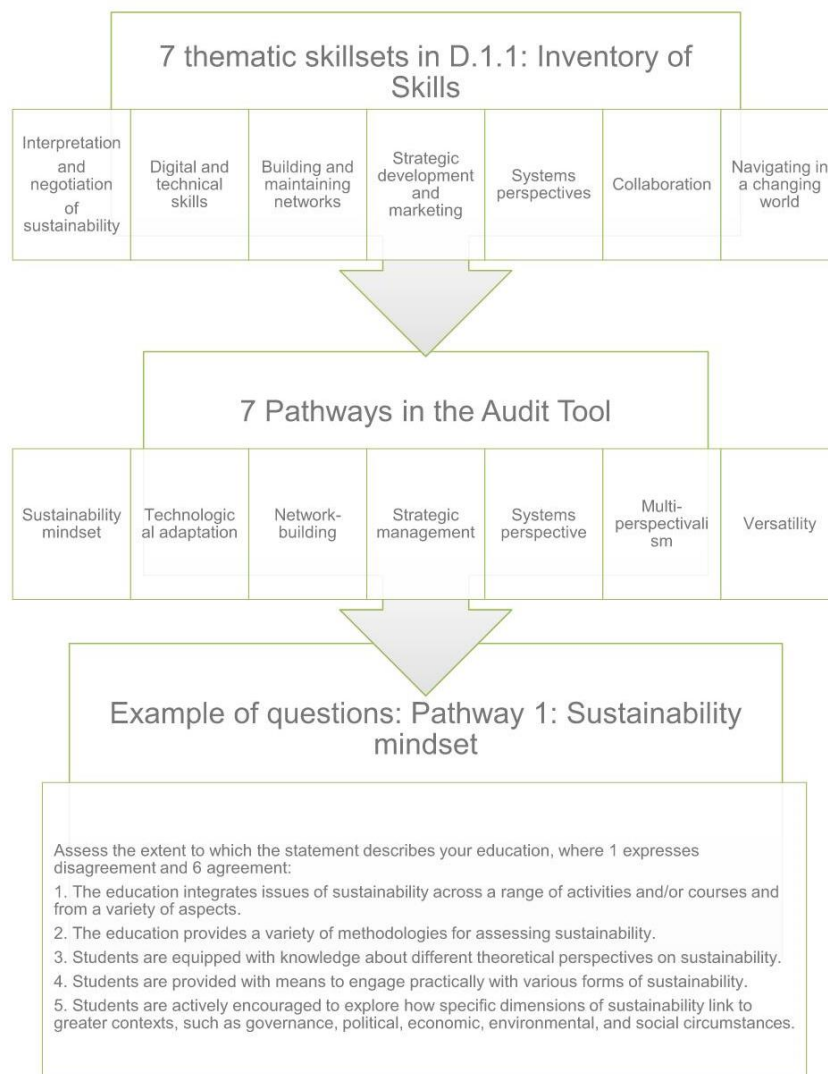 7 thematic skillsets in D.1.1: Inventory of
Skills
Interpretation
and
negotiation
of
sustainability
Digital and
technical
skills
Building and
maintaining
networks
Strategic
development
and
marketing
Systems
perspectives
Collaboration
Navigating in
a changing
world
7 Pathways in the Audit Tool
Sustainability
mindset
Technologic
al adaptation
Network-
building
Strategic
management
Systems
perspective
Multi-
perspectivali
sm
Versatility
Example of questions: Pathway 1: Sustainability
mindset
Assess the extent to which the statement describes your education, where 1 expresses
disagreement and 6 agreement:
1. The education integrates issues of sustainability across a range of activities and/or courses and
from a variety of aspects.
2. The education provides a variety of methodologies for assessing sustainability.
3. Students are equipped with knowledge about different theoretical perspectives on sustainability.
4. Students are provided with means to engage practically with various forms of sustainability.
5. Students are actively encouraged to explore how specific dimensions of sustainability link to
greater contexts, such as governance, political, economic, environmental, and social circumstances.